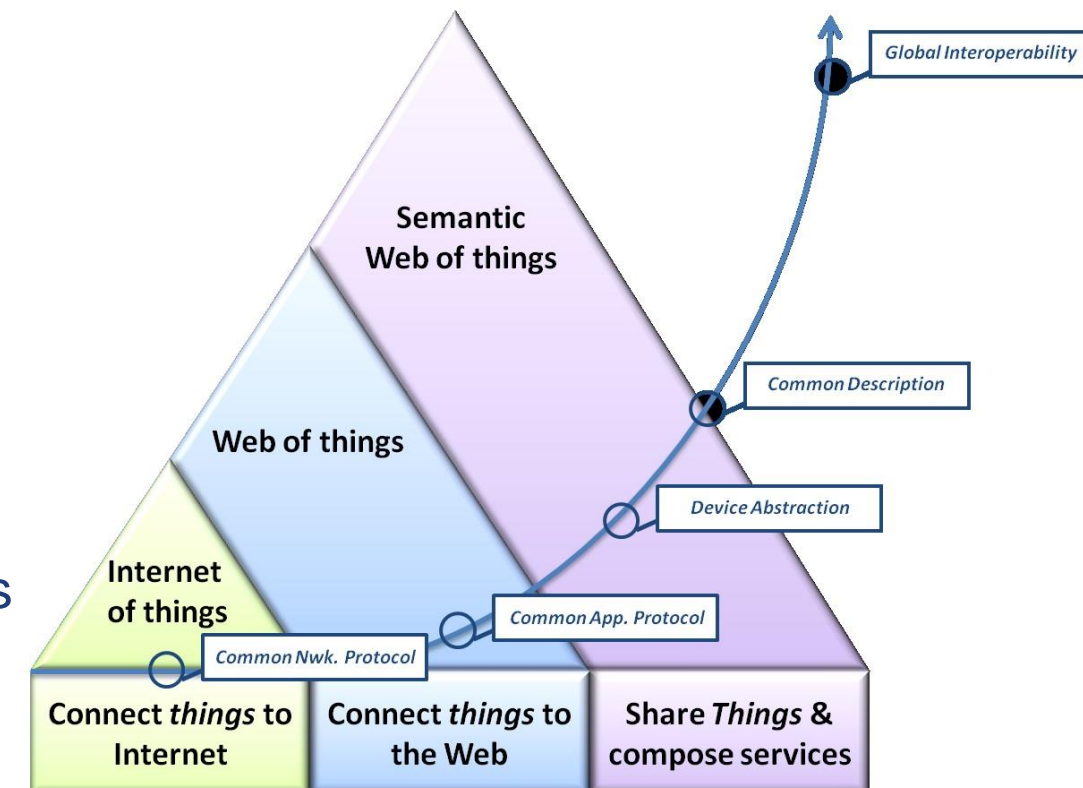 Global Interoperability
Semantic
Web of things
Common Description
Web of things
Device Abstraction
Internet
of things
s
Common App. Protocol
Common Nwk. Protocol
Connect things to
Internet
Connect things to
the Web
Share Things &
compose services